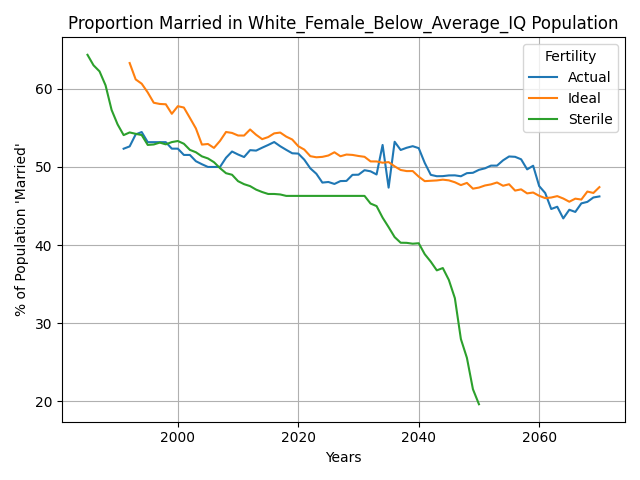 Proportion Married in White_Female_Below_Average_IQ Population
Fertility
Actual
Ideal
Sterile
% of Population 'Married'
60
50
40
30
20
2000
2020
2040
2060
Years